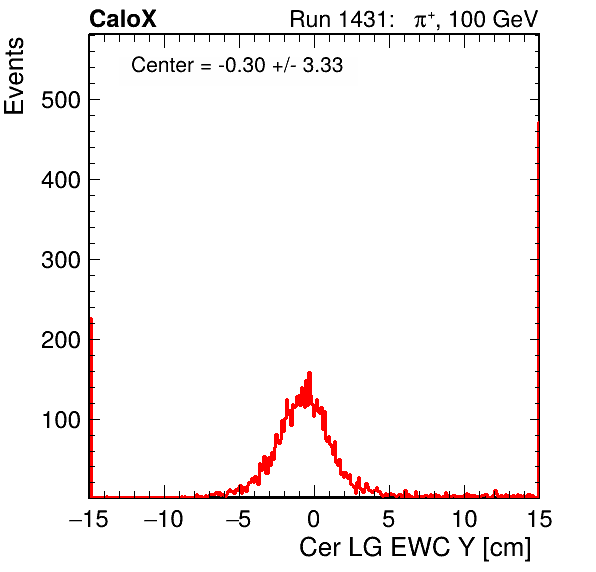 CaloX Run 1431: π⁺, 100 GeV
Center = -0.30 +/- 3.33
Events
500
400
300
200
100
−15 −10 −5 0 5 10 15
Cer LG EWC Y [cm]